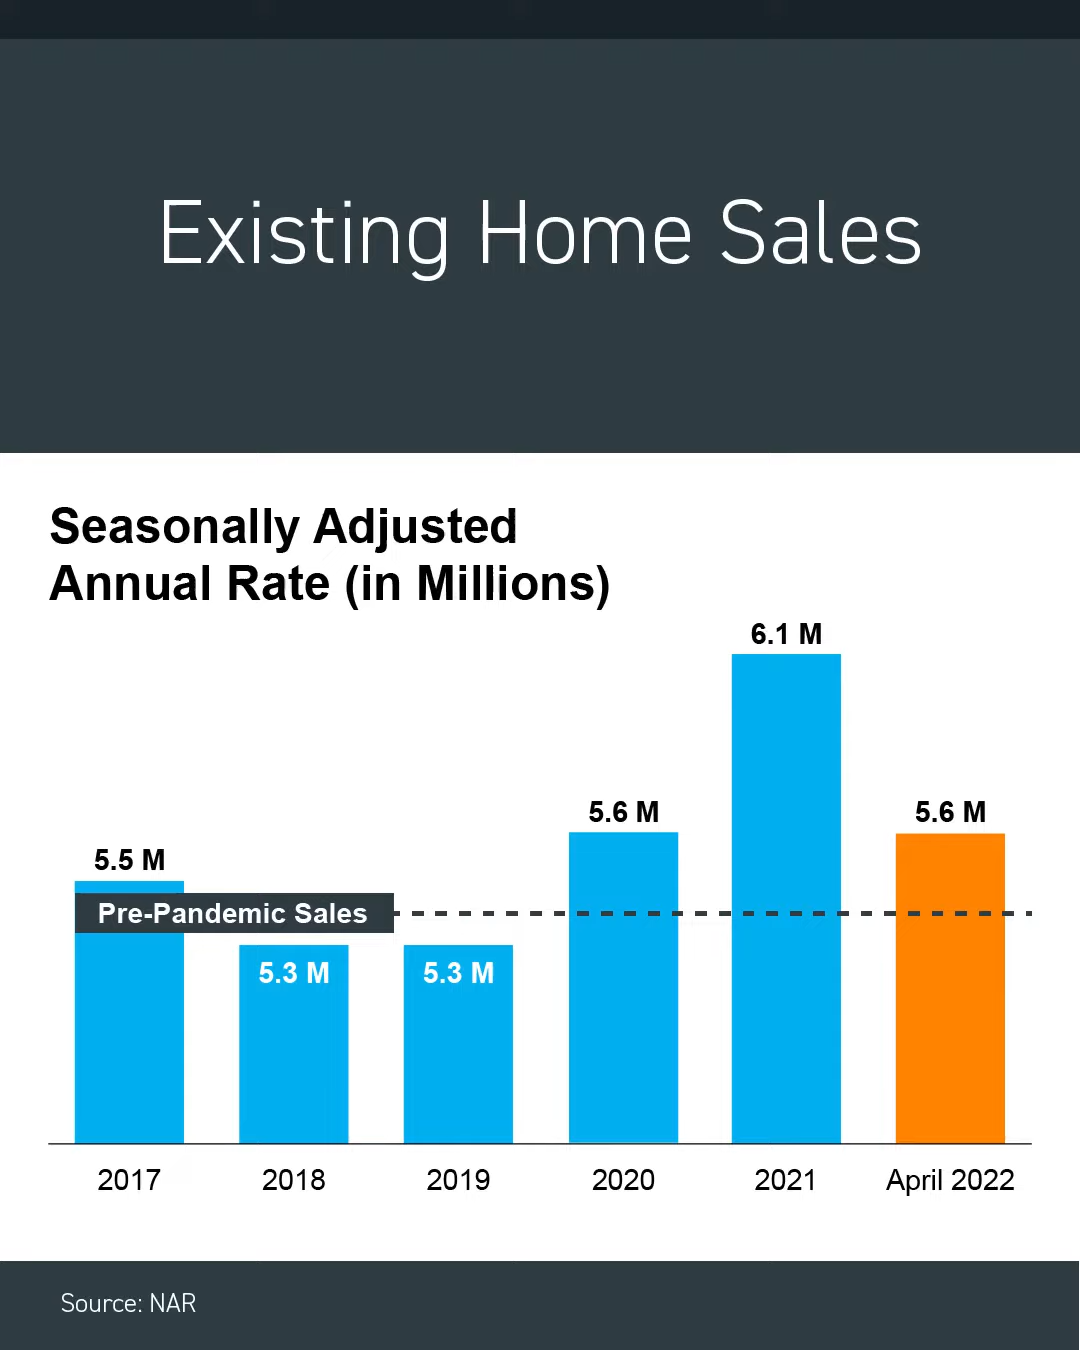 Existing Home Sales
Seasonally Adjusted
Annual Rate (in Millions)
6.1 M
5.6 M
5.6 M
5.5 M
Pre-Pandemic Sales
5.3 M
5.3 M
2017
2018
2019
2020
2021
April 2022
Source: NAR